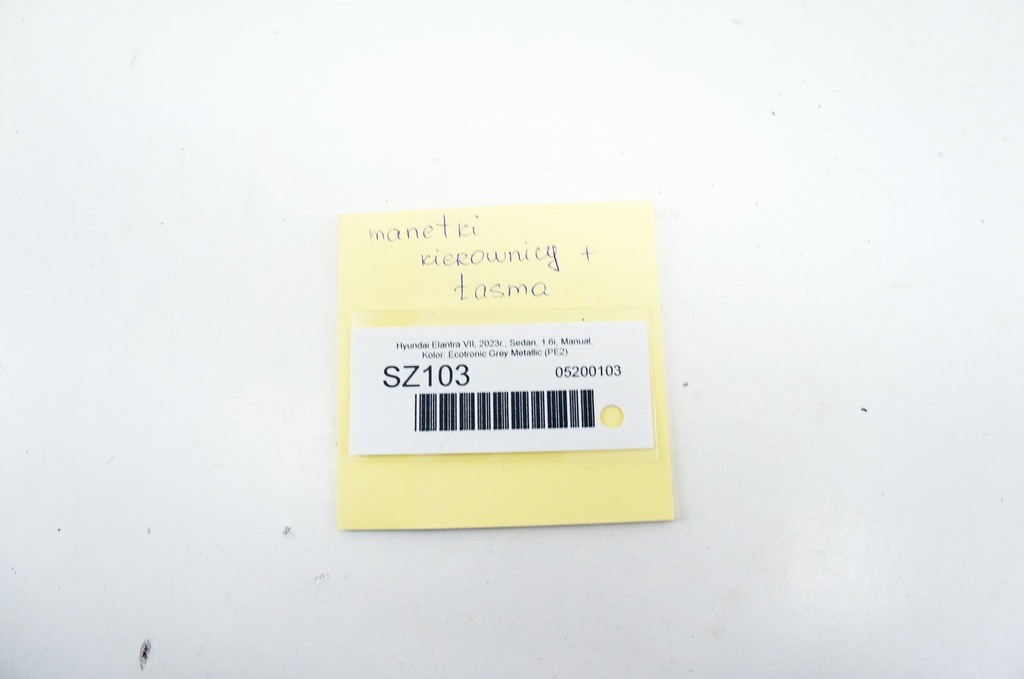 manetki
kierownicy +
taśma
Hyundai Elantra VII, 2023r., Sedan, 1.6i, Manual,
Kolor: Ecotronic Grey Metallic (PE2)
SZ103
05200103